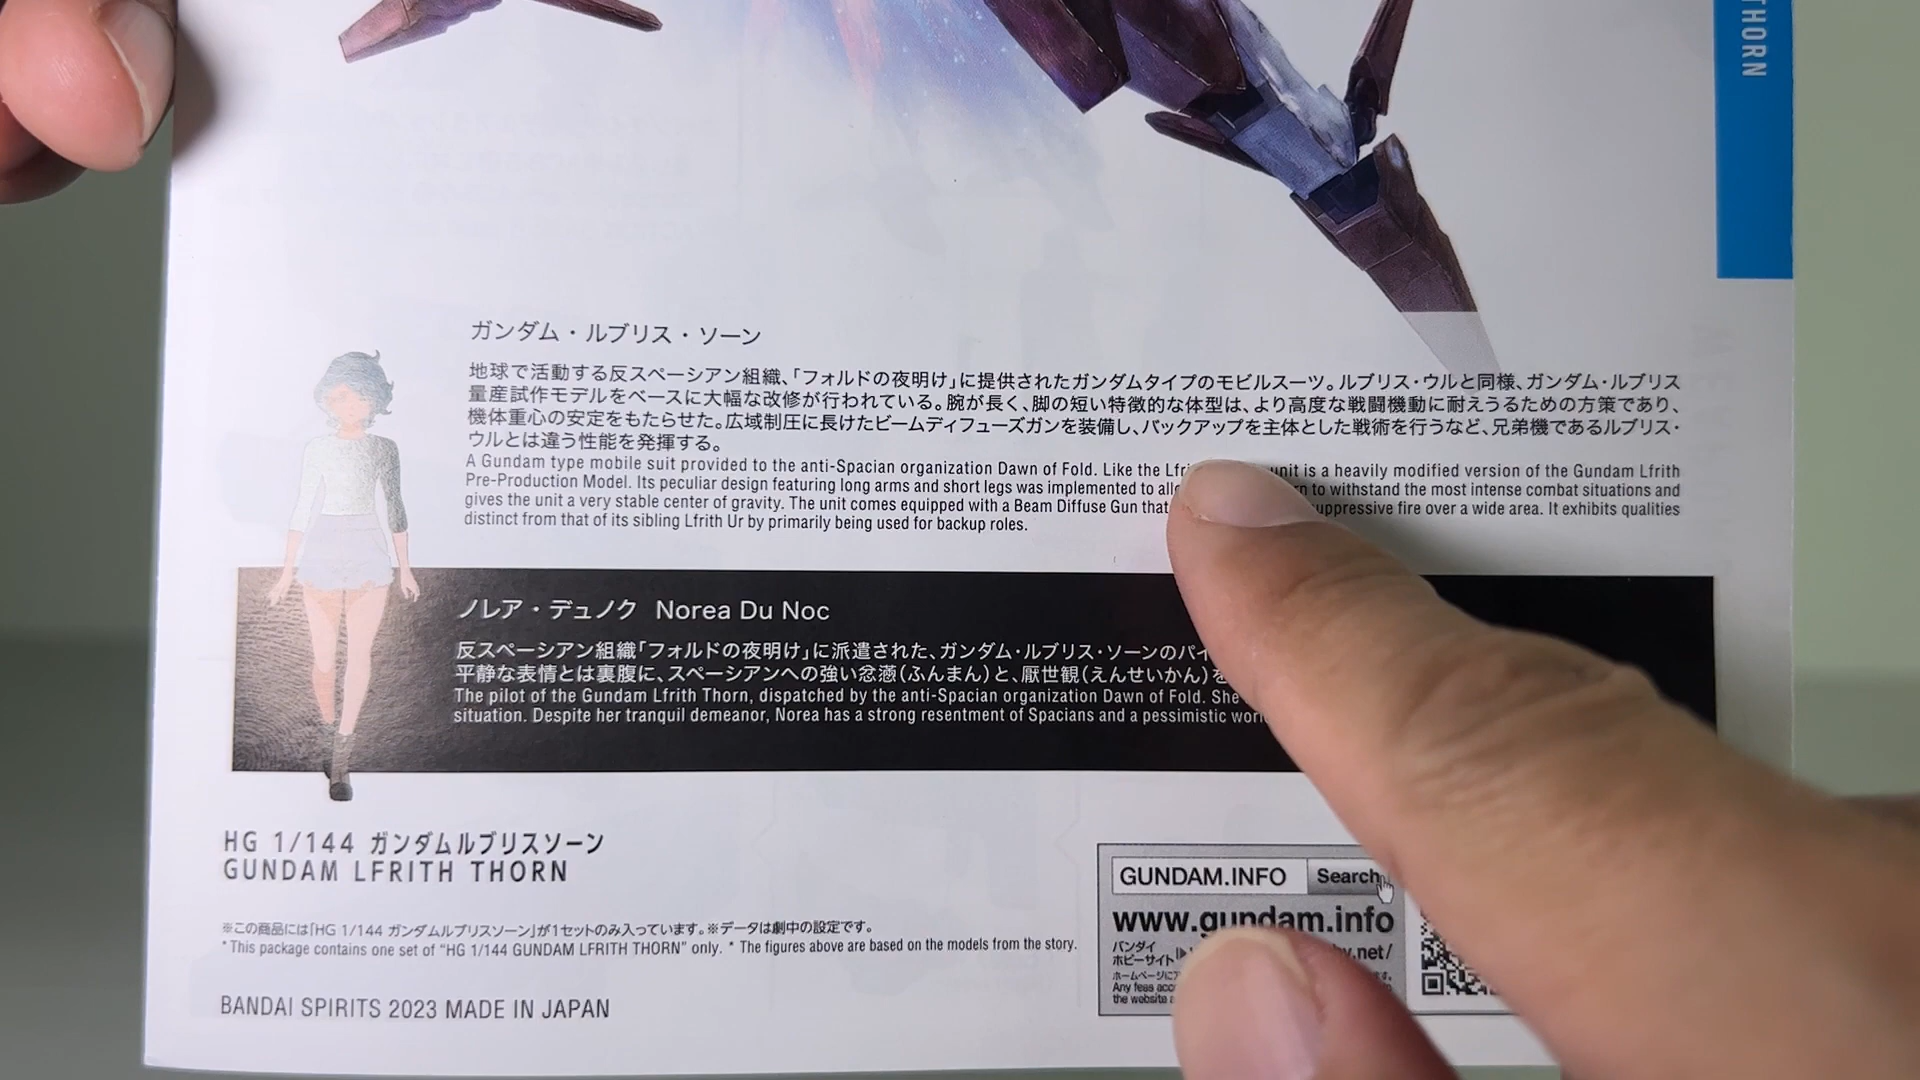 THORN
ガンダム・ルブリス・ソーン
地球で活動する反スペーシアン組織、「フォルドの夜明け」に提供されたガンダムタイプのモビルスーツ。ルブリス・ウルと同様、ガンダム・ルブリス
量産試作モデルをベースに大幅な改修が行われている。腕が長く、脚の短い特徴的な体型は、より高度な戦闘機動に耐えうるための方策であり、
機体重心の安定をもたらせた。広域制圧に長けたビームディフューズガンを装備し、バックアップを主体とした戦術を行うなど、兄弟機であるルブリス・
ウルとは違う性能を発揮する。
A Gundam type mobile suit provided to the anti-Spacian organization Dawn of Fold. Like the unit is a heavily modified version of the Gundam Lfrith
Pre-Production Model. Its peculiar design featuring long arms and short legs was implemented to to withstand the most intense combat situations and
gives the unit a very stable center of gravity. The unit comes equipped with a Beam Diffuse Gun that fire over a wide area. It exhibits qualities
distinct from that of its sibling Lfrith Ur by primarily being used for backup roles.
ノレア・デュノク Norea Du Noc
反スペーシアン組織「フォルドの夜明け」に派遣された、ガンダム・ルブリス・ソーンのパイ
平静な表情とは裏腹に、スペーシアンへの強い忿懣(ふんまん)と、厭世観(えんせいかん)を
The pilot of the Gundam Lfrith Thorn, dispatched by the anti-Spacian organization Dawn of Fold. She
situation. Despite her tranquil demeanor, Norea has a strong resentment of Spacians and a pessimistic
HG 1/144 ガンダムルブリスソーン
GUNDAM LFRITH THORN
※この商品には「HG 1/144 ガンダムルブリスソーン」が1セットのみ入っています。※データは劇中の設定です。
*This package contains one set of "HG 1/144 GUNDAM LFRITH THORN" only. * The figures above are based on the models from the story.
BANDAI SPIRITS 2023 MADE IN JAPAN
GUNDAM.INFO Search
www.gundam.info
バンダイ
ホビーサイト
ホームページに
Any fees
the website